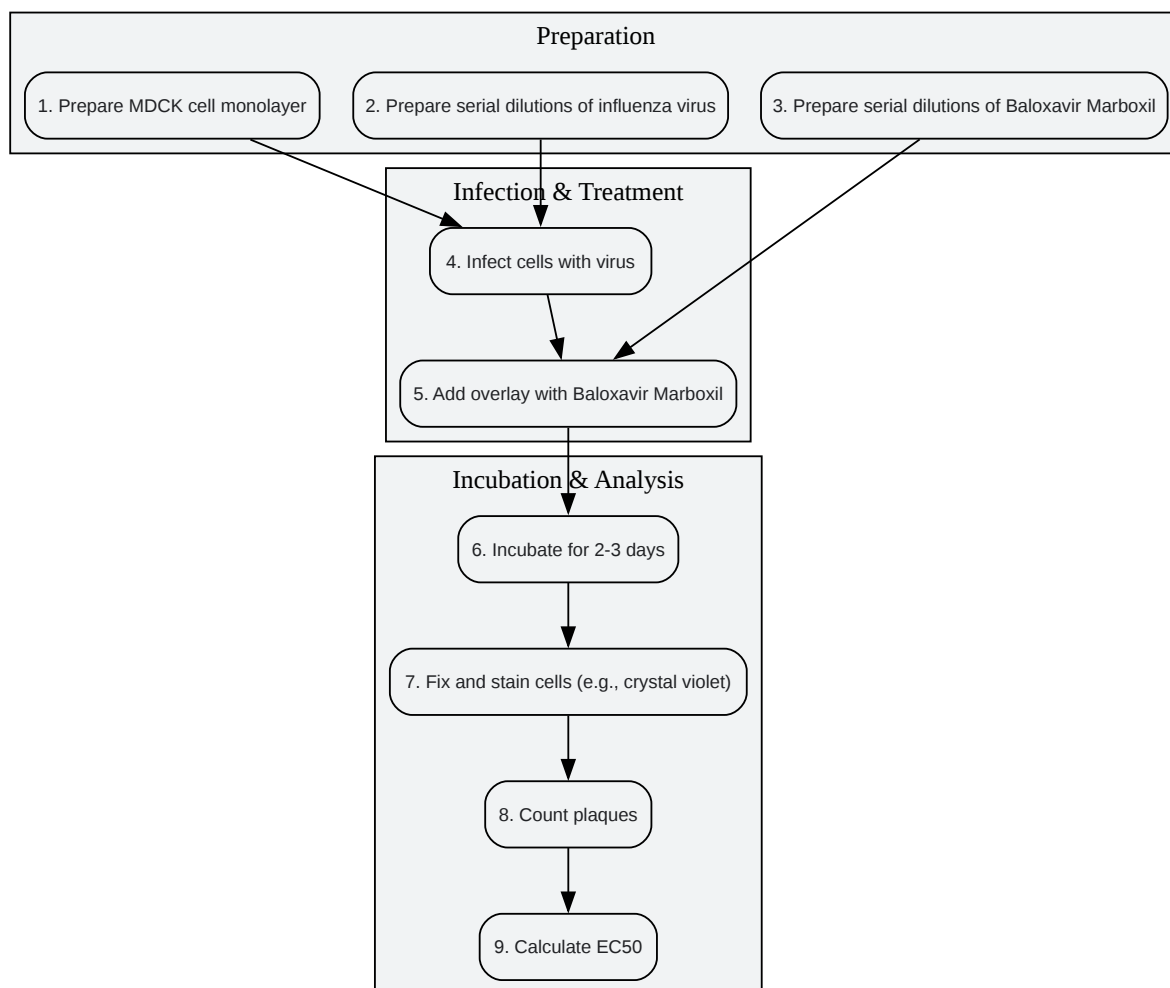 Preparation
1. Prepare MDCK cell monolayer
2. Prepare serial dilutions of influenza virus
3. Prepare serial dilutions of Baloxavir Marboxil
Infection & Treatment
4. Infect cells with virus
5. Add overlay with Baloxavir Marboxil
Incubation & Analysis
6. Incubate for 2-3 days
7. Fix and stain cells (e.g., crystal violet)
8. Count plaques
9. Calculate EC50